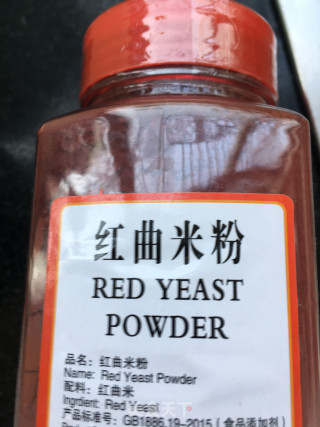 红曲米粉
RED YEAST
POWDER
品名：红曲米粉
Name: Red Yeast Powder
配料：红曲米
Ingrdient: Red Yeast
产品标准号：GB1886.19-2015（食品添加剂）